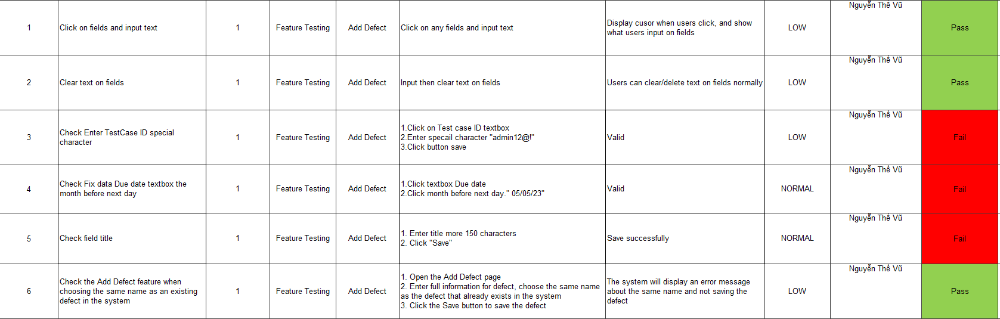 Nguyễn Thế Vũ
1
Click on fields and input text
1
Feature Testing
Add Defect
Click on any fields and input text
Display cusor when users click, and show
what users input on fields
LOW
Pass
Nguyễn Thế Vũ
2
Clear text on fields
1
Feature Testing
Add Defect
Input then clear text on fields
Users can clear/delete text on fields normally
LOW
Pass
Nguyễn Thế Vũ
3
Check Enter TestCase ID special
character
1
Feature Testing
Add Defect
1.Click on Test case ID textbox
2.Enter specail character "admin12@!"
3.Click button save
Valid
LOW
Fail
Nguyễn Thế Vũ
4
Check Fix data Due date textbox the
month before next day
1
Feature Testing
Add Defect
1.Click textbox Due date
2.Click month before next day." 05/05/23"
Valid
NORMAL
Fail
Nguyễn Thế Vũ
5
Check field title
1
Feature Testing
Add Defect
1. Enter title more 150 characters
2. Click "Save"
Save successfully
NORMAL
Fail
Nguyễn Thế Vũ
6
Check the Add Defect feature when
choosing the same name as an existing
defect in the system
1
Feature Testing
Add Defect
1. Open the Add Defect page
2. Enter full information for defect, choose the same name
as the defect that already exists in the system
3. Click the Save button to save the defect
The system will display an error message
about the same name and not saving the
defect
LOW
Pass